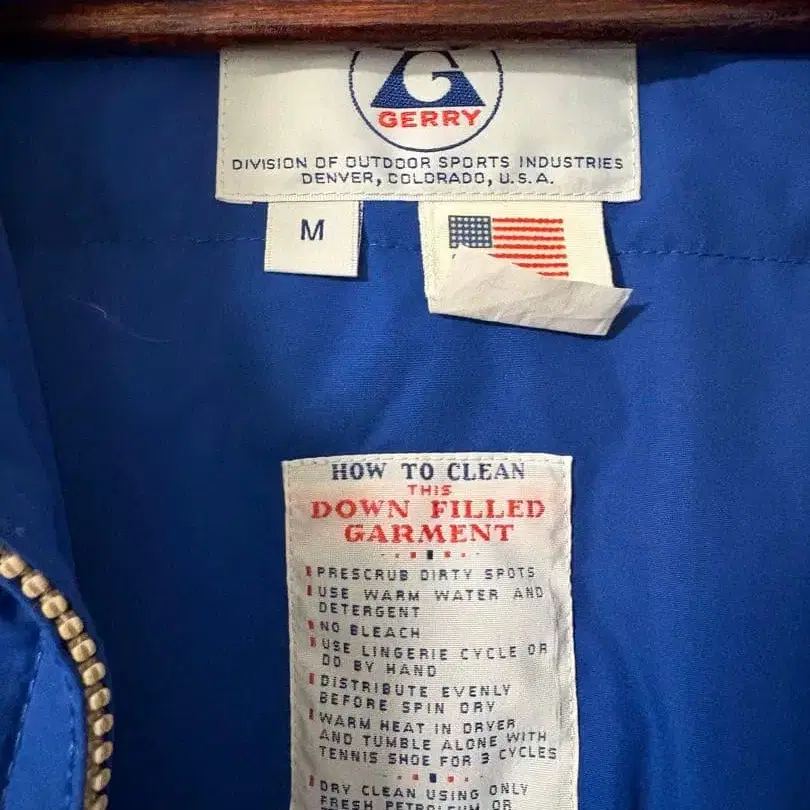 G
GERRY
DIVISION OF OUTDOOR SPORTS INDUSTRIES
DENVER, COLORADO, U.S.A.
M
HOW TO CLEAN
THIS
DOWN FILLED
GARMENT
PRESCRUB DIRTY SPOTS
USE WARM WATER AND
DETERGENT
NO BLEACH
USE LINGERIE CYCLE OR
DO BY HAND
DISTRIBUTE EVENLY
BEFORE SPIN DRY
WARM HEAT IN DRYER
AND TUMBLE ALONE WITH
TENNIS SHOE FOR 3 CYCLES
DRY CLEAN USING ONLY
FRESH PETROLEUM OR